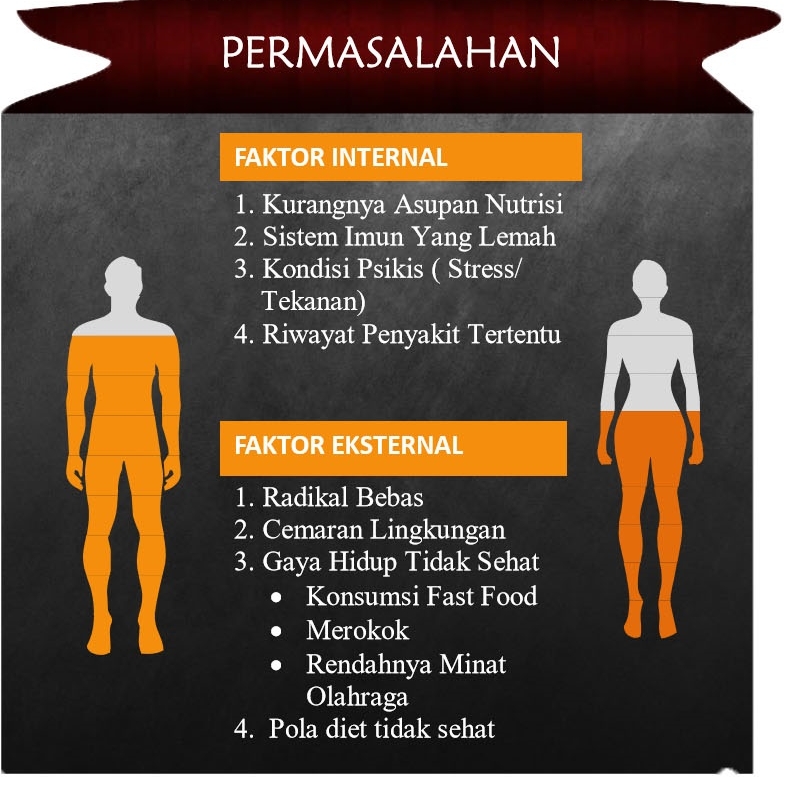 PERMASALAHAN
FAKTOR INTERNAL
1. Kurangnya Asupan Nutrisi
2. Sistem Imun Yang Lemah
3. Kondisi Psikis ( Stress/
Tekanan)
4. Riwayat Penyakit Tertentu
FAKTOR EKSTERNAL
1. Radikal Bebas
2. Cemaran Lingkungan
3. Gaya Hidup Tidak Sehat
• Konsumsi Fast Food
• Merokok
• Rendahnya Minat
Olahraga
4. Pola diet tidak sehat